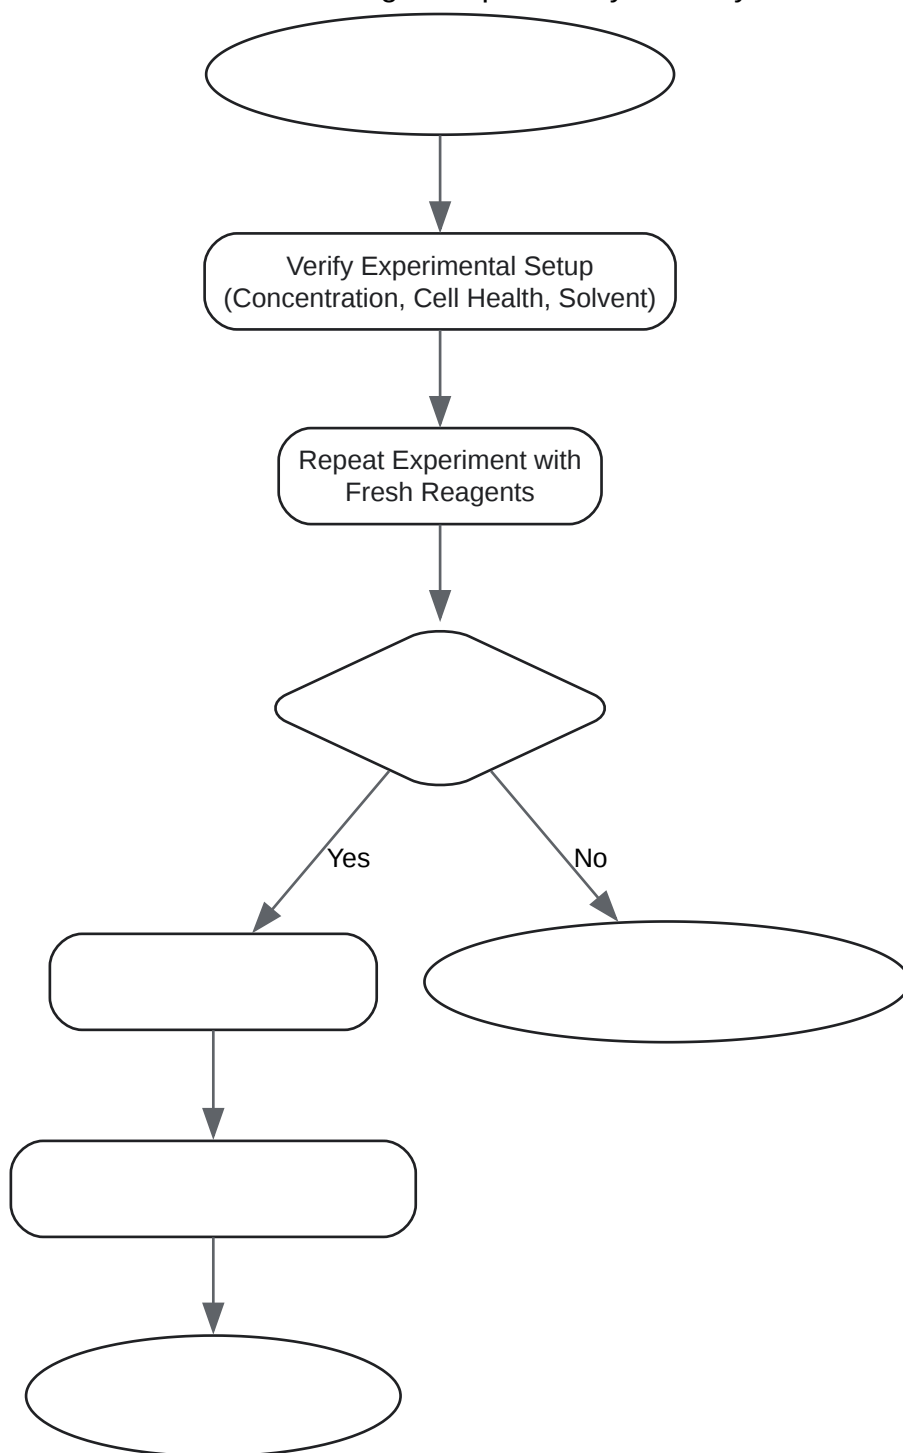 Verify Experimental Setup
(Concentration, Cell Health, Solvent)
Repeat Experiment with
Fresh Reagents
Yes
No